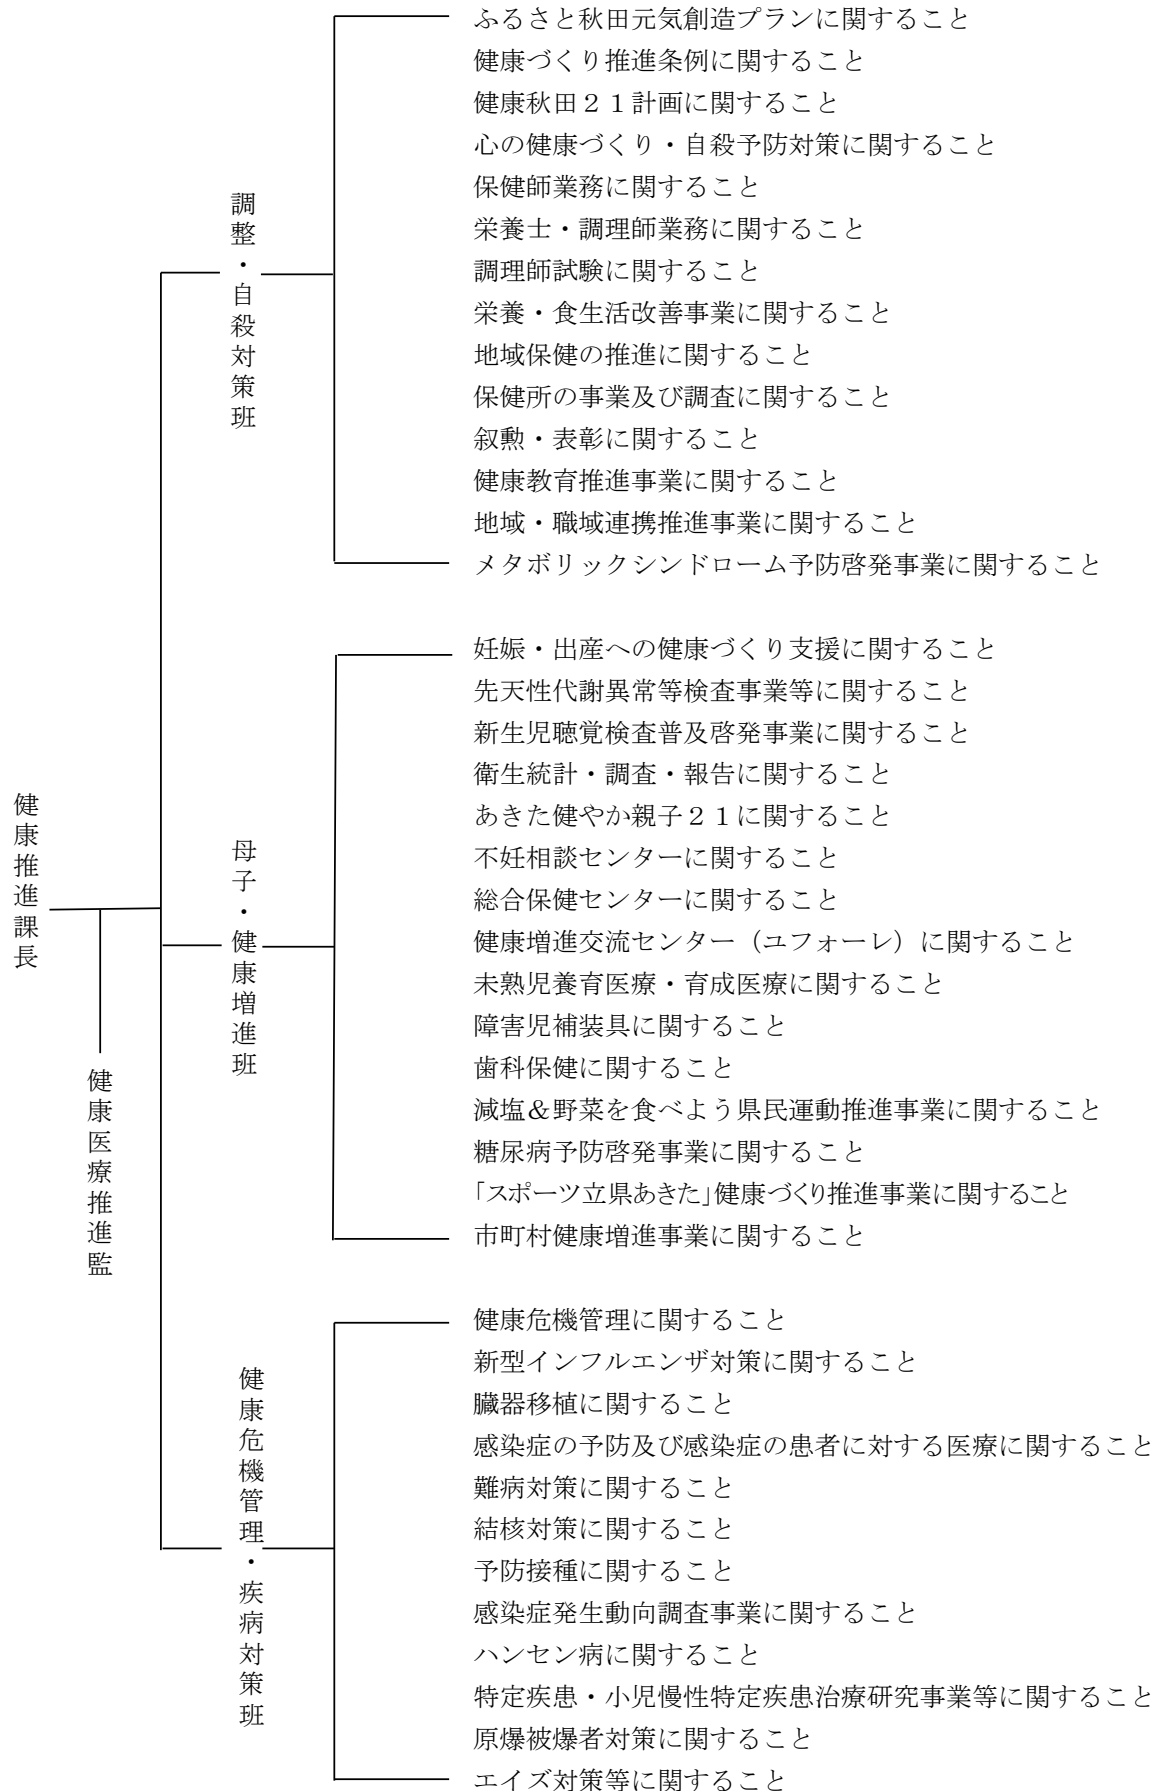 健康推進課長
健康医療推進監
調整・自殺対策班
ふるさと秋田元気創造プランに関すること
健康づくり推進条例に関すること
健康秋田２１計画に関すること
心の健康づくり・自殺予防対策に関すること
保健師業務に関すること
栄養士・調理師業務に関すること
調理師試験に関すること
栄養・食生活改善事業に関すること
地域保健の推進に関すること
保健所の事業及び調査に関すること
叙勲・表彰に関すること
健康教育推進事業に関すること
地域・職域連携推進事業に関すること
メタボリックシンドローム予防啓発事業に関すること
母子・健康増進班
妊娠・出産への健康づくり支援に関すること
先天性代謝異常等検査事業等に関すること
新生児聴覚検査普及啓発事業に関すること
衛生統計・調査・報告に関すること
あきた健やか親子２１に関すること
不妊相談センターに関すること
総合保健センターに関すること
健康増進交流センター（ユフォーレ）に関すること
未熟児養育医療・育成医療に関すること
障害児補装具に関すること
歯科保健に関すること
減塩＆野菜を食べよう県民運動推進事業に関すること
糖尿病予防啓発事業に関すること
「スポーツ立県あきた」健康づくり推進事業に関すること
市町村健康増進事業に関すること
健康危機管理・疾病対策班
健康危機管理に関すること
新型インフルエンザ対策に関すること
臓器移植に関すること
感染症の予防及び感染症の患者に対する医療に関すること
難病対策に関すること
結核対策に関すること
予防接種に関すること
感染症発生動向調査事業に関すること
ハンセン病に関すること
特定疾患・小児慢性特定疾患治療研究事業等に関すること
原爆被爆者対策に関すること
エイズ対策等に関すること